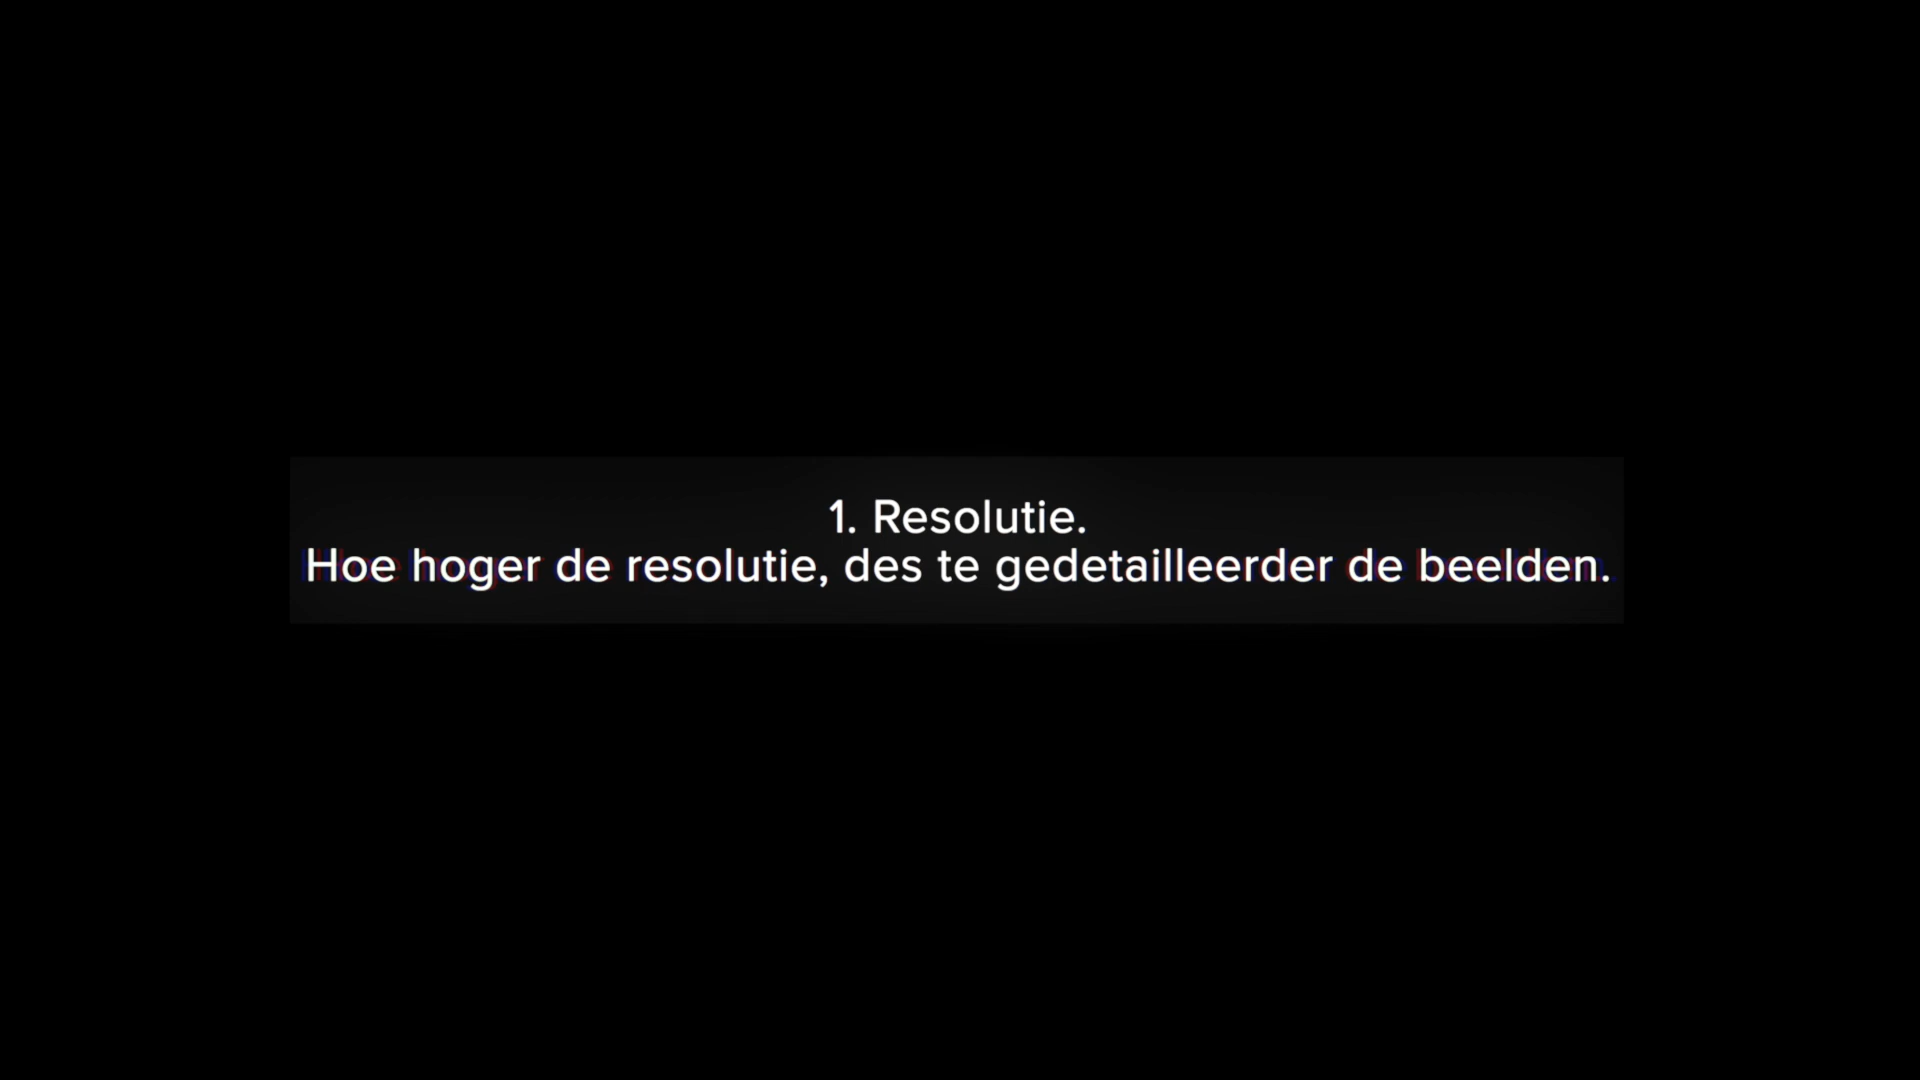 1. Resolutie.
Hoe hoger de resolutie, des te gedetailleerder de beelden.